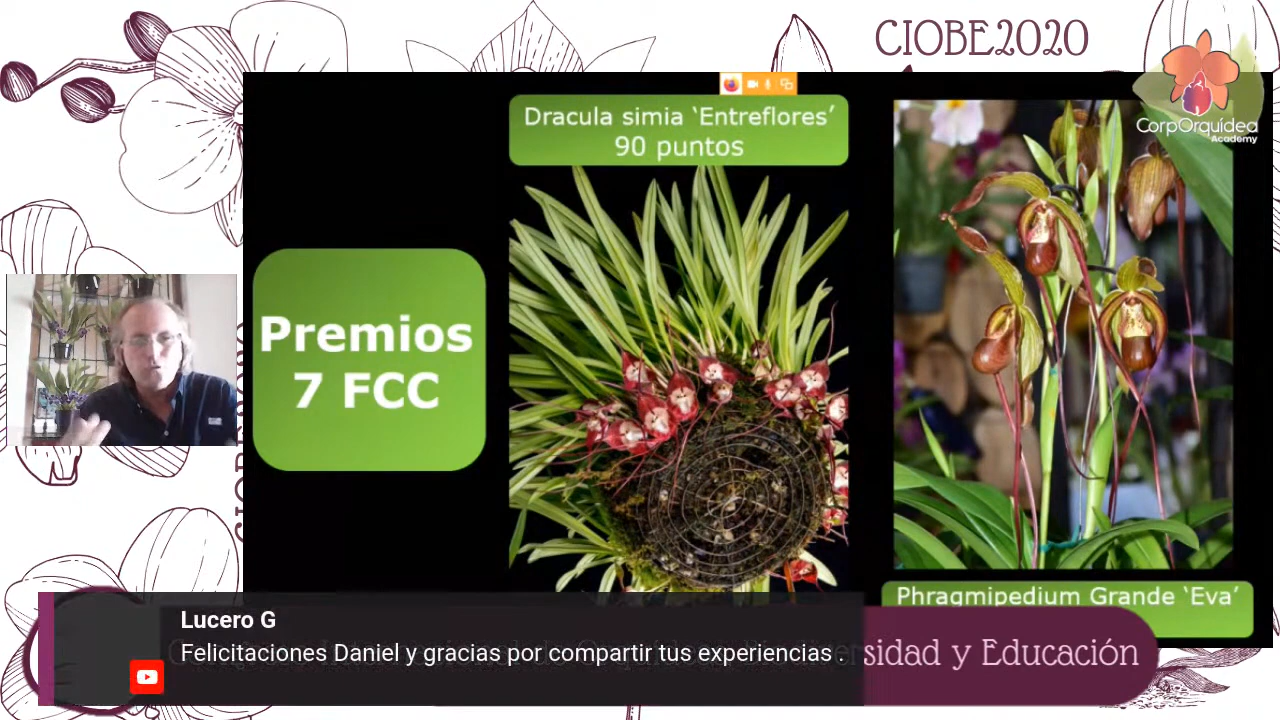 CIOBE2020
CorpOrquídea
Academy
Dracula simia ‘Entreflores’
90 puntos
Premios
7 FCC
Phragmipedium Grande ‘Eva’
Lucero G
Felicitaciones Daniel y gracias por compartir tus experiencias .
sidad y Educación